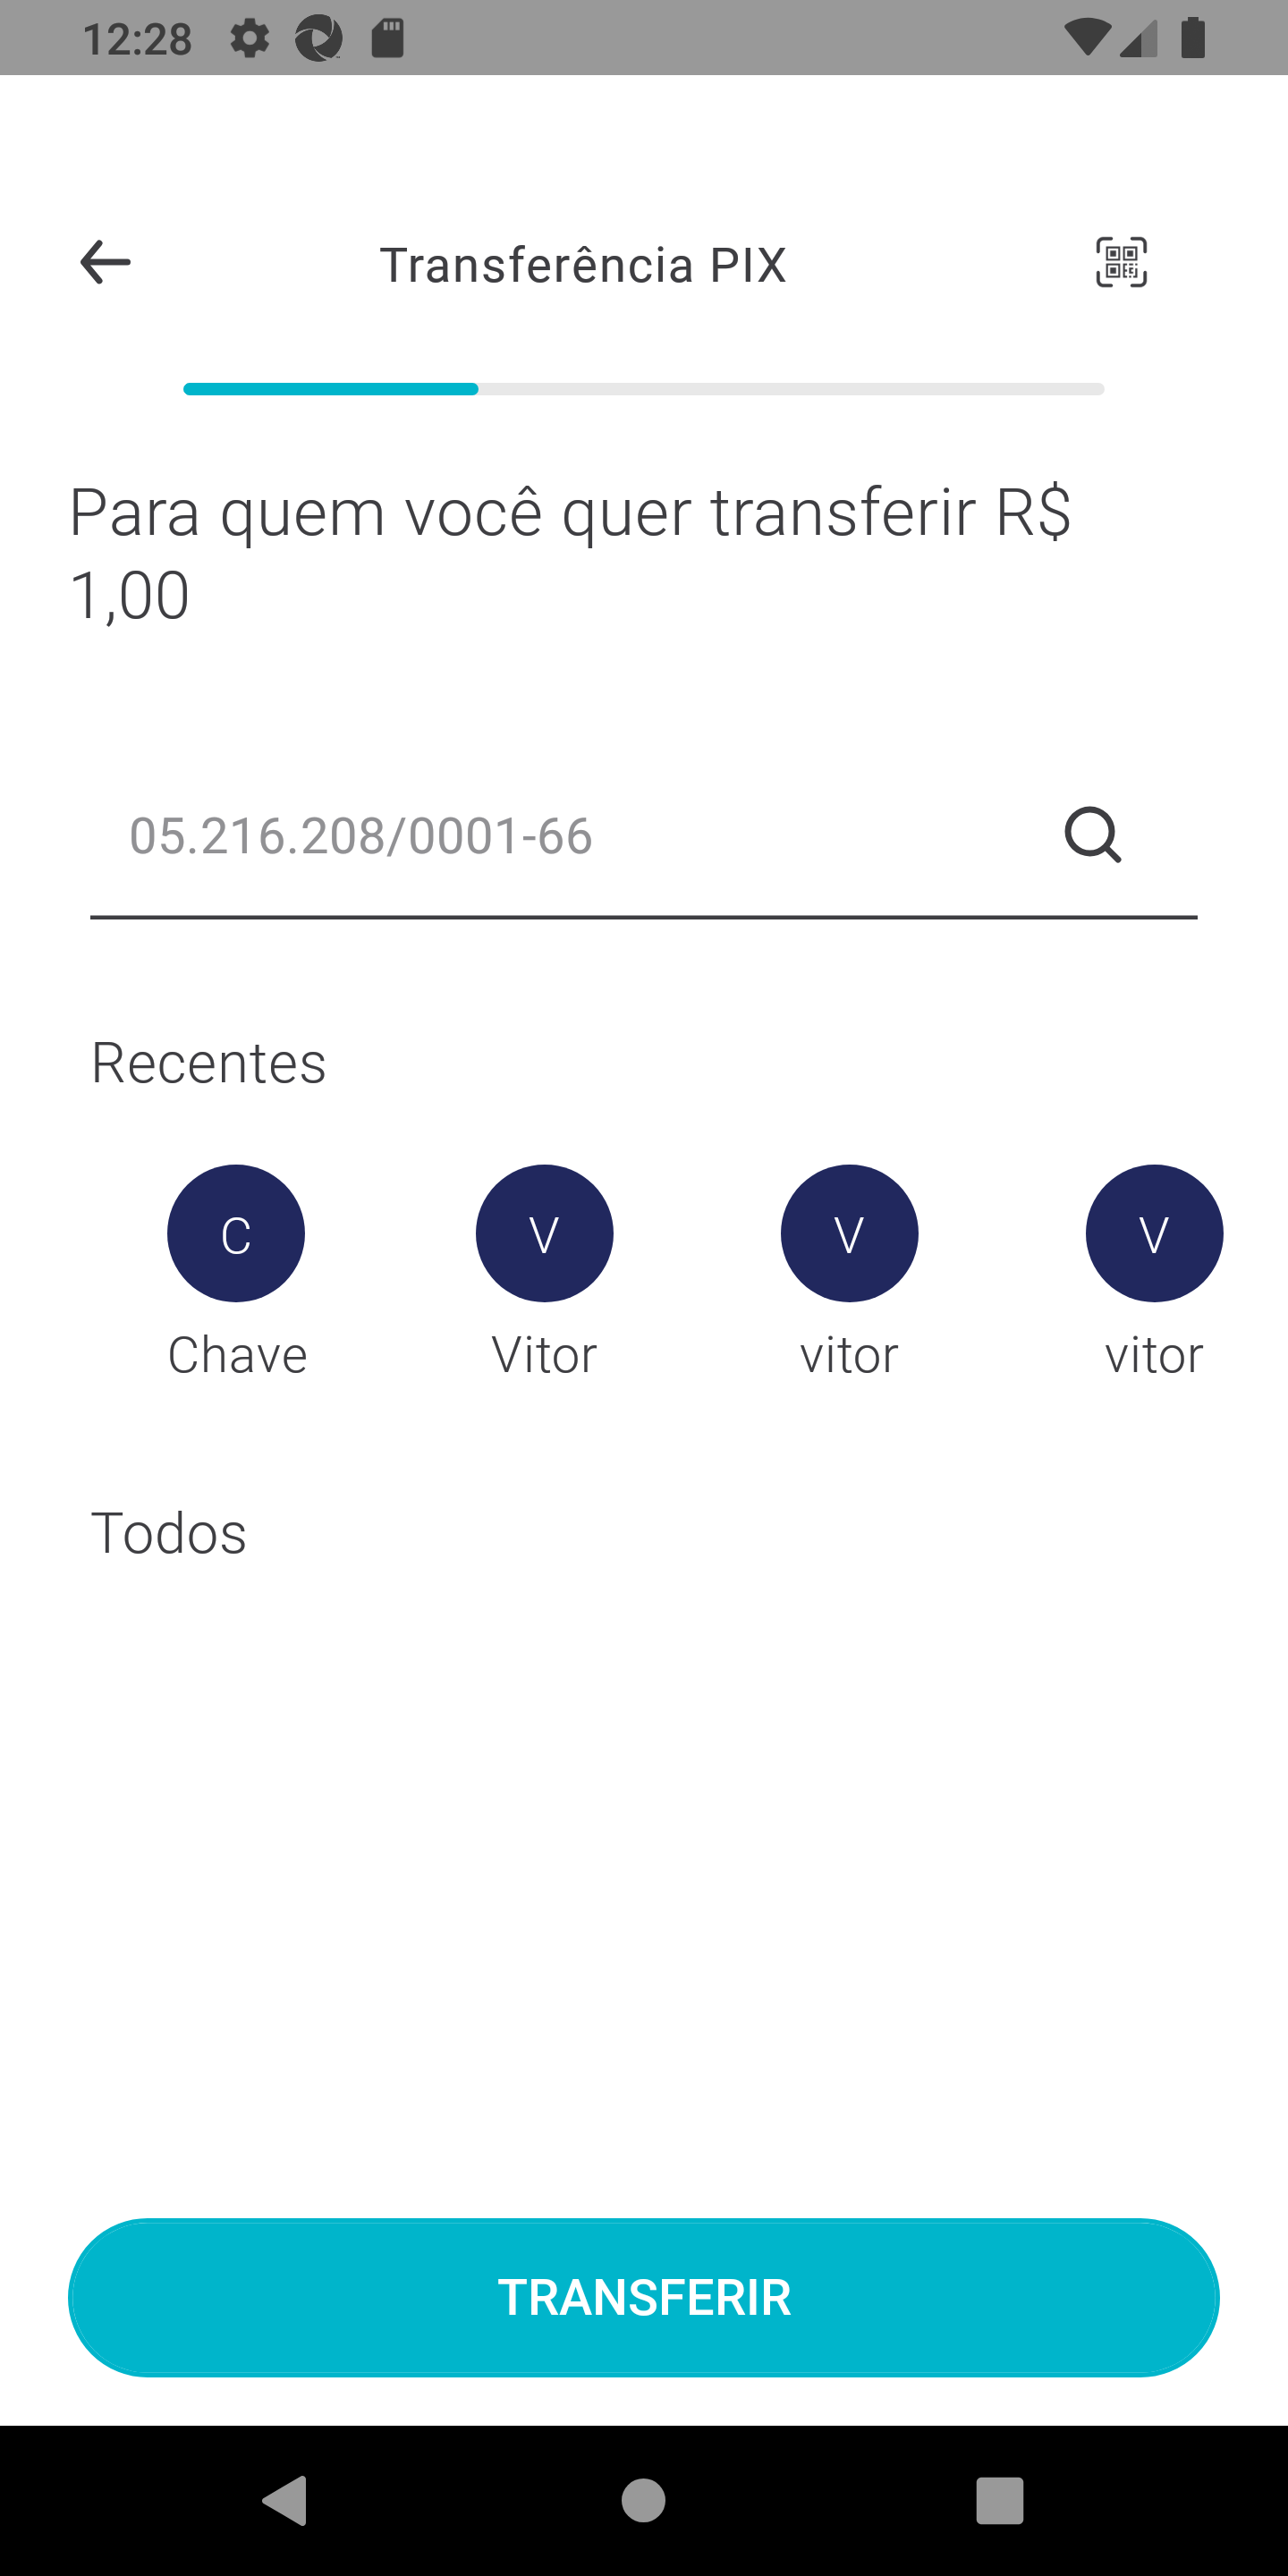 12:28
Transferência PIX
Para quem você quer transferir R$
1,00
05.216.208/0001-66
Recentes
C V V V
Chave Vitor vitor vitor
Todos
TRANSFERIR